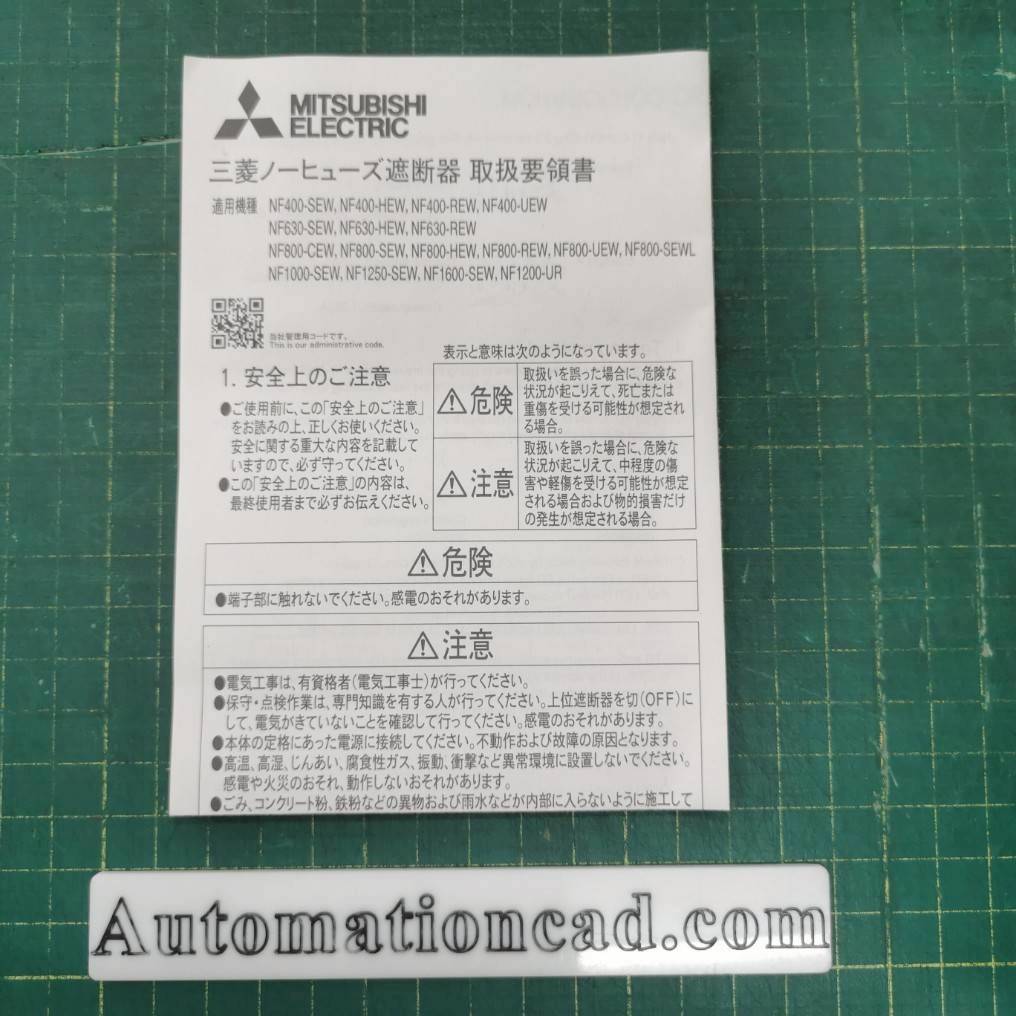 MITSUBISHI
ELECTRIC
三菱ノーヒューズ遮断器 取扱要領書
適用機種 NF400-SEW, NF400-HEW, NF400-REW, NF400-UEW
NF630-SEW, NF630-HEW, NF630-REW
NF800-CEW, NF800-SEW, NF800-HEW, NF800-REW, NF800-UEW, NF800-SEWL
NF1000-SEW, NF1250-SEW, NF1600-SEW, NF1200-UR
当社管理用コードです。
This is our administrative code.
1. 安全上のご注意
●ご使用前に、この「安全上のご注意」
をお読みの上、正しくお使いください。
安全に関する重大な内容を記載して
いますので、必ず守ってください。
●この「安全上のご注意」の内容は、
最終使用者まで必ずお伝えください。
表示と意味は次のようになっています。
危険
取扱いを誤った場合に、危険な
状況が起こりえて、死亡または
重傷を受ける可能性が想定され
る場合。
注意
取扱いを誤った場合に、危険な
状況が起こりえて、中程度の傷
害や軽傷を受ける可能性が想定
される場合および物的損害だけ
の発生が想定される場合。
危険
●端子部に触れないでください。感電のおそれがあります。
注意
●電気工事は、有資格者(電気工事士)が行ってください。
●保守・点検作業は、専門知識を有する人が行ってください。上位遮断器を切(OFF)に
して、電気がきていないことを確認して行ってください。感電のおそれがあります。
●本体の定格にあった電源に接続してください。不動作および故障の原因となります。
●高温、高湿、じんあい、腐食性ガス、振動、衝撃など異常環境に設置しないでください。
感電や火災のおそれ、動作しないおそれがあります。
●ごみ、コンクリート粉、鉄粉などの異物および雨水などが内部に入らないように施工して
Automationcad.com